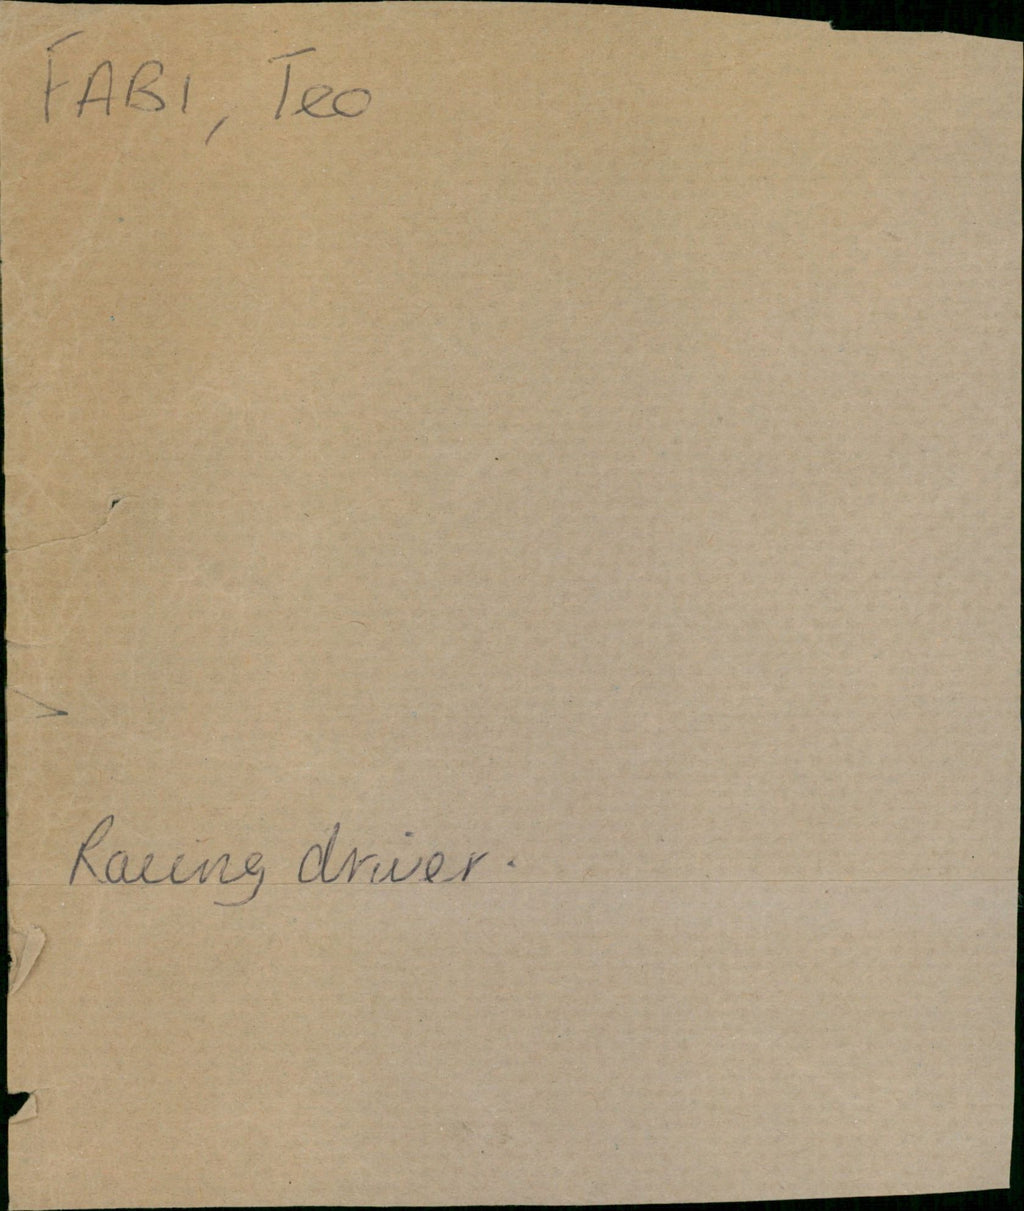 FABI, Teo
Racing driver.